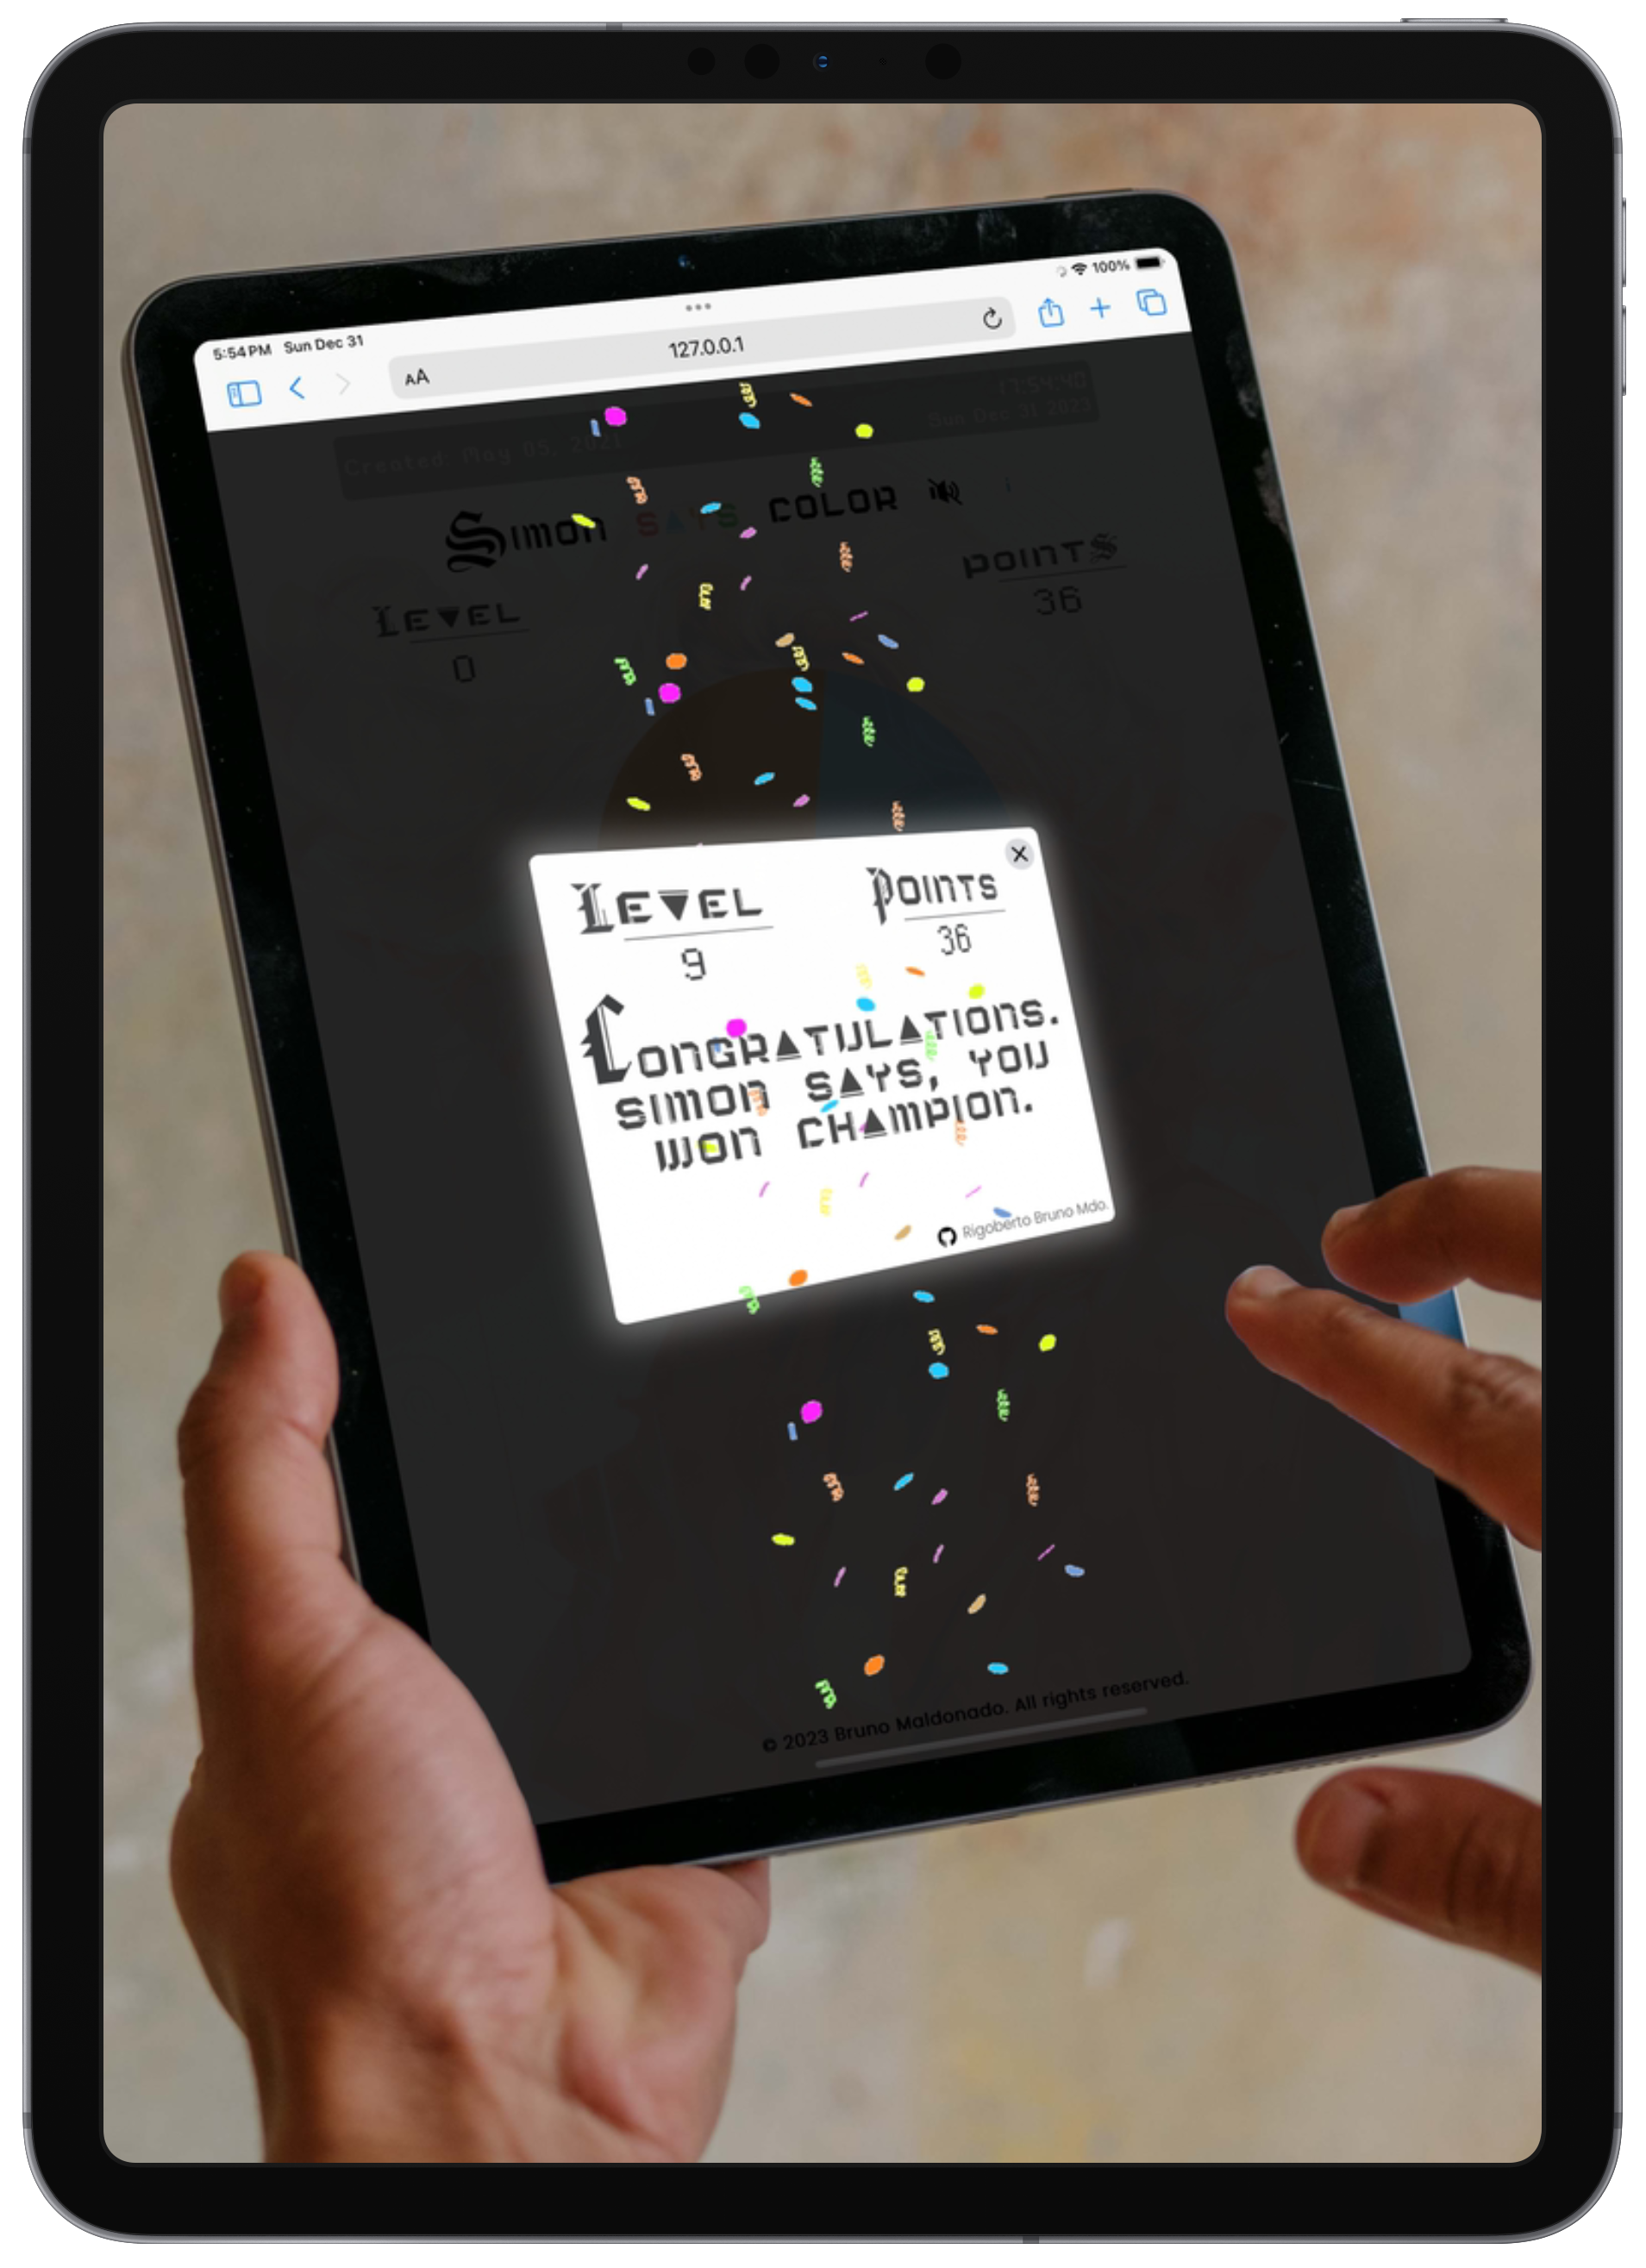 5:54 PM Sun Dec 31
100%
AA 127.0.0.1
17:54:40
Created: May 05, 2021
Sun Dec 31 2023
Simon SAYS COLOR
LEVEL
0
POINTS
36
LEVEL
9
POINTS
36
CONGRATULATIONS.
SIMON SAYS, YOU
WON CHAMPION.
Rigoberto Bruno Mdo.
© 2023 Bruno Maldonado. All rights reserved.